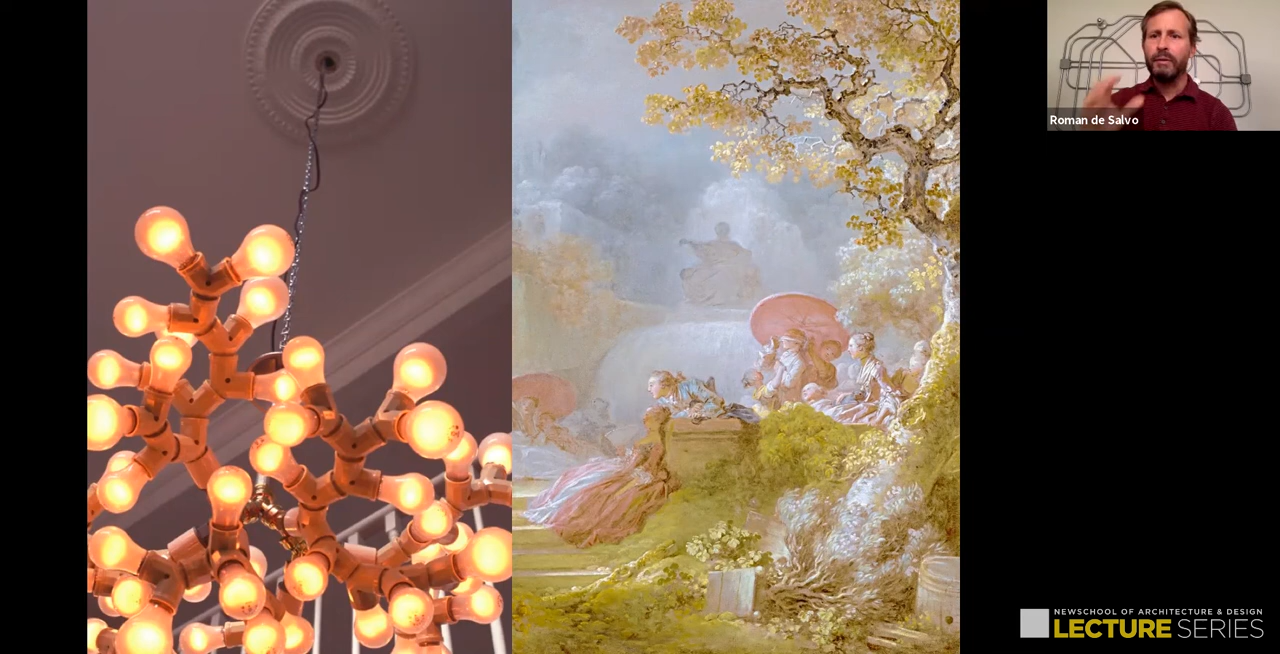 Roman de Salvo
NEWSCHOOL OF ARCHITECTURE & DESIGN
LECTURE SERIES